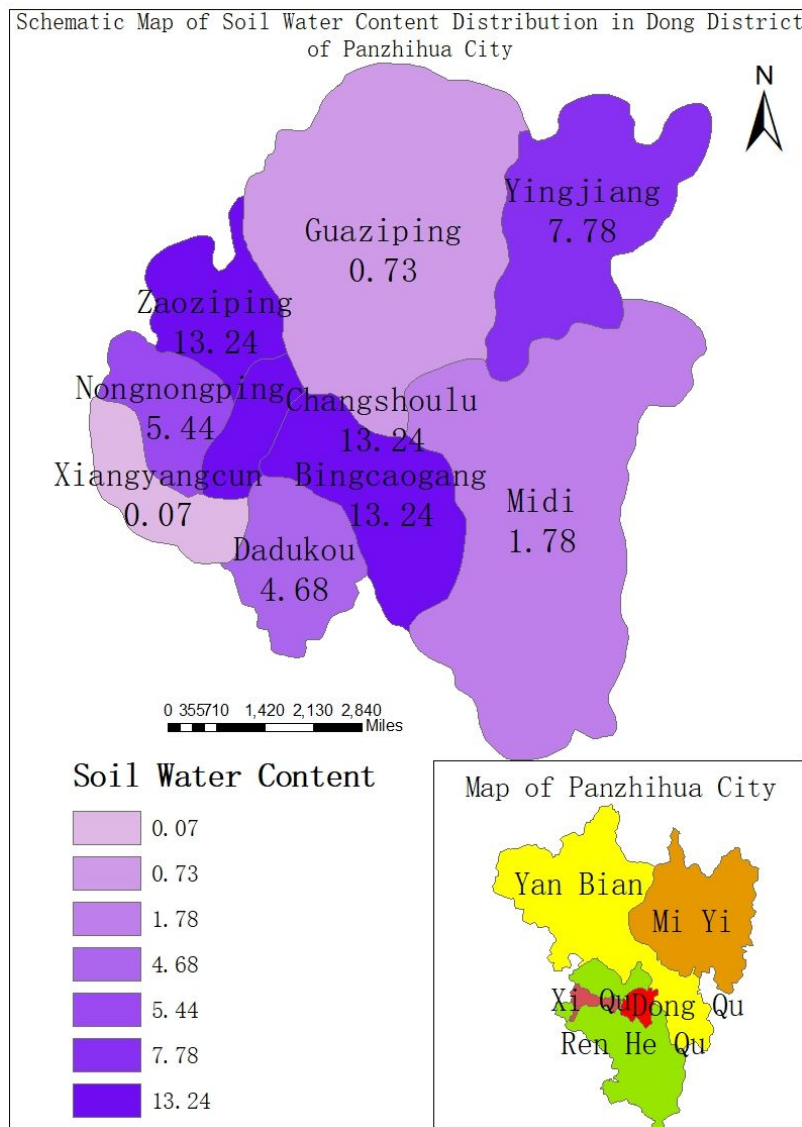 Schematic Map of Soil Water Content Distribution in Dong District
of Panzhihua City
N
Yingjiang
7.78
Guaziping
0.73
Zaoziping
13.24
Nongnongping
5.44
Changshoulu
13.24
Xiangyangcun
0.07
Bingcaogang
13.24
Midi
1.78
Dadukou
4.68
0 355710 1,420 2,130 2,840
Miles
Soil Water Content
0.07
0.73
1.78
4.68
5.44
7.78
13.24
Map of Panzhihua City
Yan Bian
Mi Yi
Xi Qu
Dong Qu
Ren He Qu